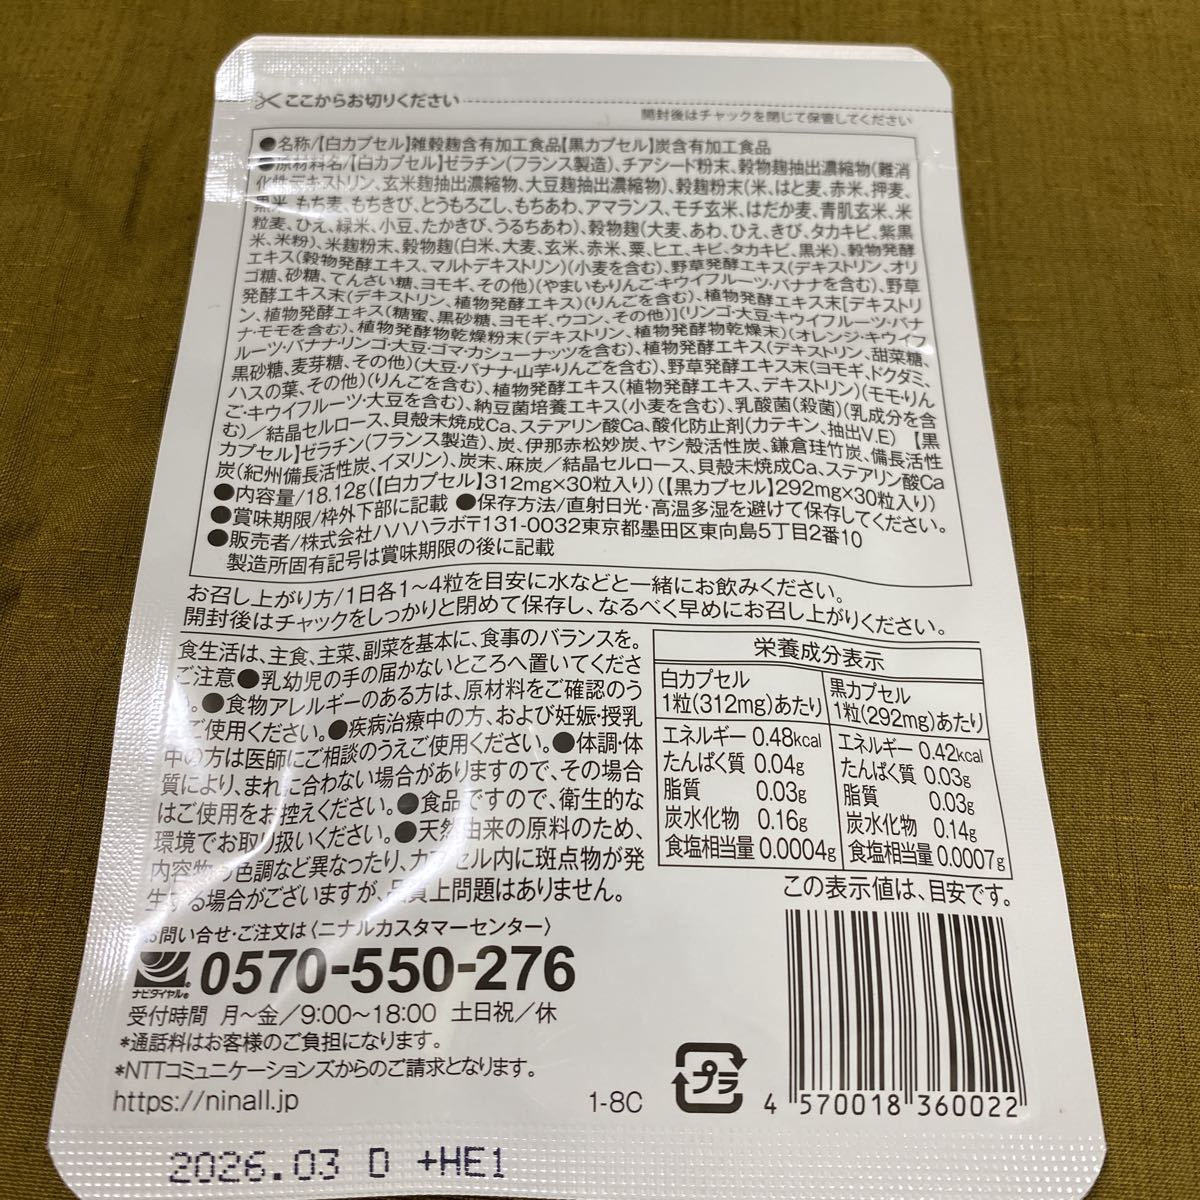 ここからお切りください
開封後はチャックを閉じて保管してください
●名称/【白カプセル】雑穀麹含有加工食品【黒カプセル】炭含有加工食品
●原材料名/【白カプセル】ゼラチン(フランス製造)、チアシード粉末、穀物麹抽出濃縮物(難消
化性デキストリン、玄米麹抽出濃縮物、大豆麹抽出濃縮物)、穀麹粉末(米、はと麦、赤米、押麦、
黒米、もち麦、もちきび、とうもろこし、もちあわ、アマランス、モチ玄米、はだか麦、青肌玄米、米
粒麦、ひえ、緑米、小豆、たかきび、うるちあわ)、穀物麹(大麦、あわ、ひえ、きび、タカキビ、紫黒
米、米粉)、米麹粉末、穀物麹(白米、大麦、玄米、赤米、粟、ヒエ、キビ、タカキビ、黒米)、穀物発酵
エキス(穀物発酵エキス、マルトデキストリン)(小麦を含む)、野草発酵エキス(デキストリン、オリ
ゴ糖、砂糖、てんさい糖、ヨモギ、その他)(やまいも・りんご・キウイフルーツ・バナナを含む)、野草
発酵エキス末(デキストリン、植物発酵エキス)(りんごを含む)、植物発酵エキス末[デキストリ
ン、植物発酵エキス(糖蜜、黒砂糖、ヨモギ、ウコン、その他)](リンゴ・大豆・キウイフルーツ・バナ
ナ・モモを含む)、植物発酵物乾燥粉末(デキストリン、植物発酵物乾燥末)(オレンジ・キウイフ
ルーツ・バナナ・リンゴ・大豆・ゴマ・カシューナッツを含む)、植物発酵エキス(デキストリン、甜菜糖、
黒砂糖、麦芽糖、その他)(大豆・バナナ・山芋・りんごを含む)、野草発酵エキス末(ヨモギ、ドクダミ、
ハスの葉、その他)(りんごを含む)、植物発酵エキス(植物発酵エキス、デキストリン)(モモ・りん
ご・キウイフルーツ・大豆を含む)、納豆菌培養エキス(小麦を含む)、乳酸菌(殺菌)(乳成分を含
む)/結晶セルロース、貝殻未焼成Ca、ステアリン酸Ca、酸化防止剤(カテキン、抽出V.E) 【黒
カプセル】ゼラチン(フランス製造)、炭、伊那赤松妙炭、ヤシ殻活性炭、鎌倉珪竹炭、備長活性
炭(紀州備長活性炭、イヌリン)、炭末、麻炭/結晶セルロース、貝殻未焼成Ca、ステアリン酸Ca
●内容量/18.12g(【白カプセル】312mg×30粒入り)(【黒カプセル】292mg×30粒入り)
●賞味期限/枠外下部に記載 ●保存方法/直射日光・高温多湿を避けて保存してください。
●販売者/株式会社ハハハラボ〒131-0032東京都墨田区東向島5丁目2番10
製造所固有記号は賞味期限の後に記載
お召し上がり方/1日各1〜4粒を目安に水などと一緒にお飲みください。
開封後はチャックをしっかりと閉めて保存し、なるべく早めにお召し上がりください。
食生活は、主食、主菜、副菜を基本に、食事のバランスを。
ご注意●乳幼児の手の届かないところへ置いてくださ
い。●食物アレルギーのある方は、原材料をご確認のう
えご使用ください。●疾病治療中の方、および妊娠・授乳
中の方は医師にご相談のうえご使用ください。●体調・体
質により、まれに合わない場合がありますので、その場合
はご使用をお控えください。●食品ですので、衛生的な
環境でお取り扱いください。●天然由来の原料のため、
内容物の色調など異なったり、カプセル内に斑点物が発
生する場合がございますが、品質上問題はありません。
栄養成分表示
白カプセル
1粒(312mg)あたり
エネルギー 0.48kcal
たんぱく質 0.04g
脂質 0.03g
炭水化物 0.16g
食塩相当量 0.0004g
黒カプセル
1粒(292mg)あたり
エネルギー 0.42kcal
たんぱく質 0.03g
脂質 0.03g
炭水化物 0.14g
食塩相当量 0.0007g
この表示値は、目安です。
お問い合せ・ご注文は〈ニナルカスタマーセンター〉
ナビダイヤル® 0570-550-276
受付時間 月〜金/9:00〜18:00 土日祝/休
*通話料はお客様のご負担になります。
*NTTコミュニケーションズからのご請求となります。
https://ninall.jp
1-8C
プラ
4 570018 360022
2026.03 D +HE1